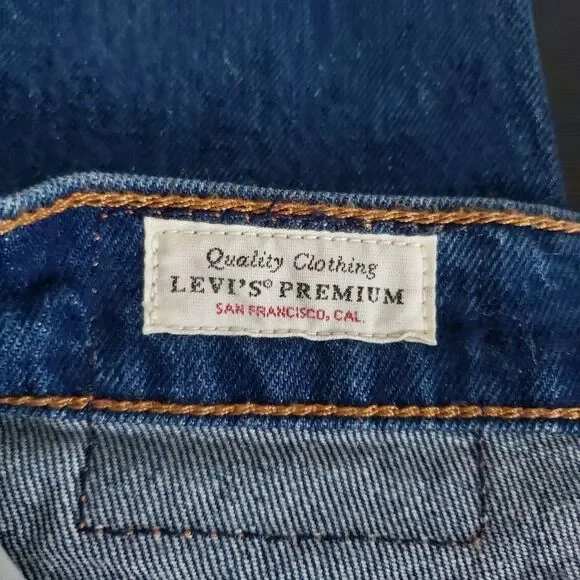 Quality Clothing
LEVI'S® PREMIUM
SAN FRANCISCO, CAL.